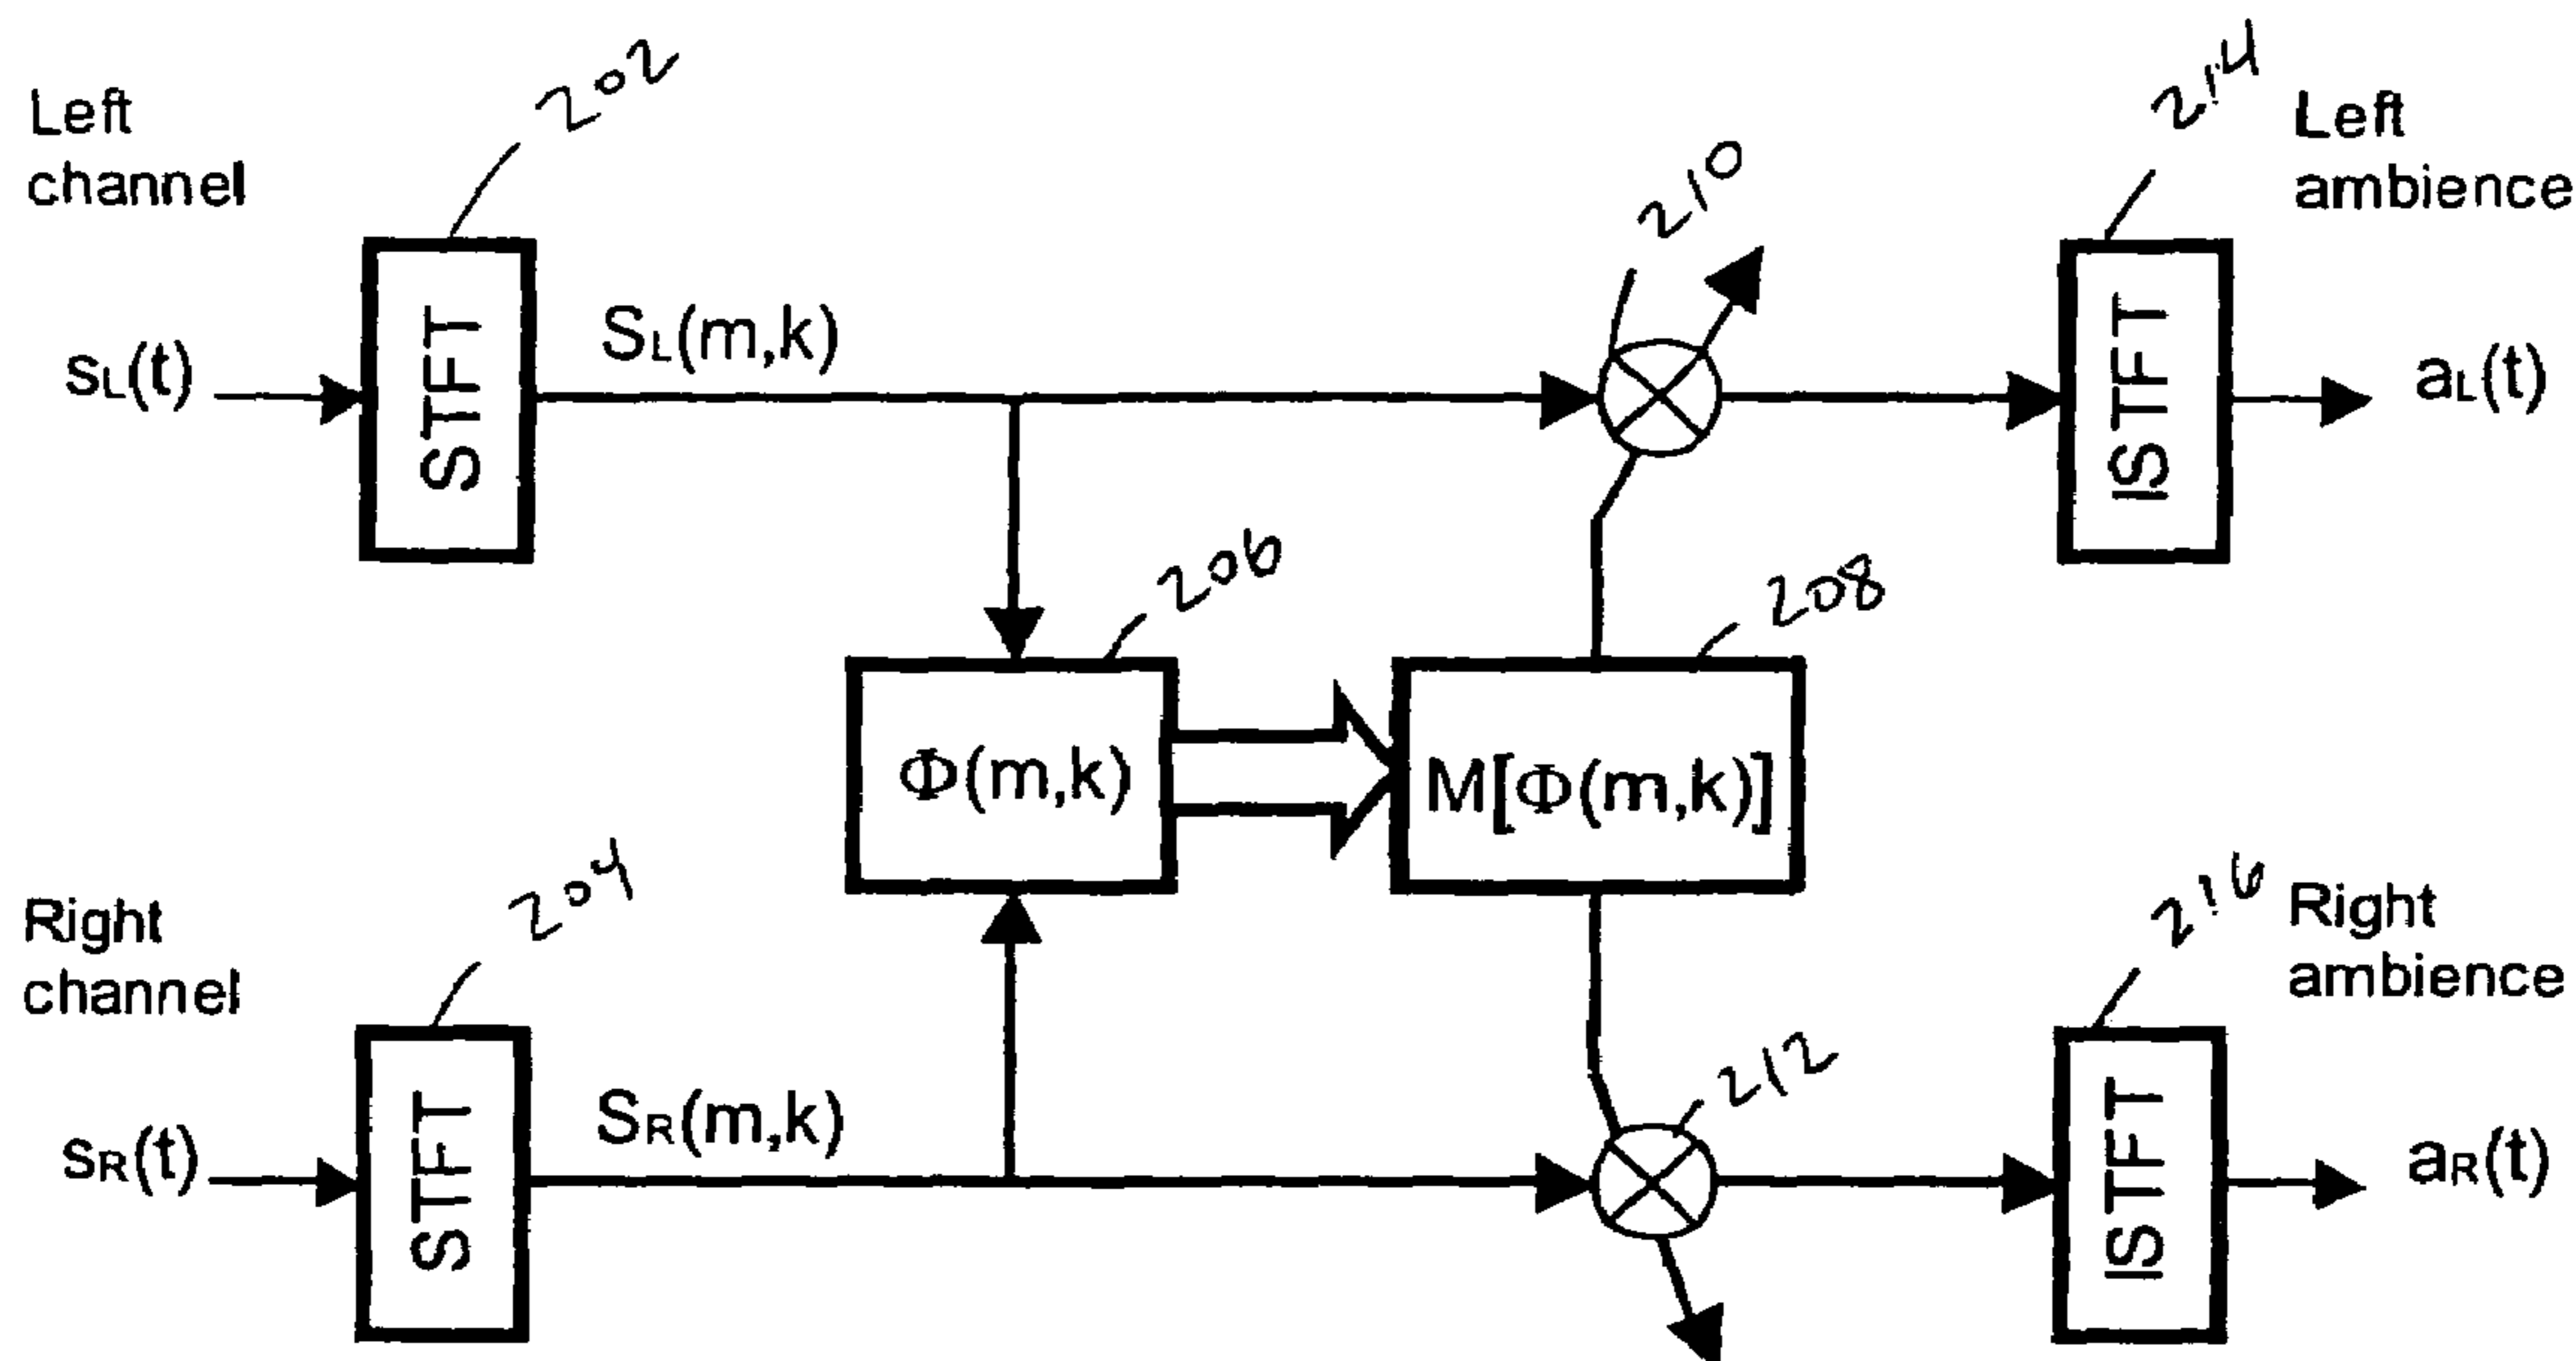 Left
channel
202
210
214
Left
ambience
sL(t)
STFT
SL(m,k)
ISTFT
aL(t)
206
208
Φ(m,k)
M[Φ(m,k)]
Right
channel
204
212
216
Right
ambience
sR(t)
STFT
SR(m,k)
ISTFT
aR(t)